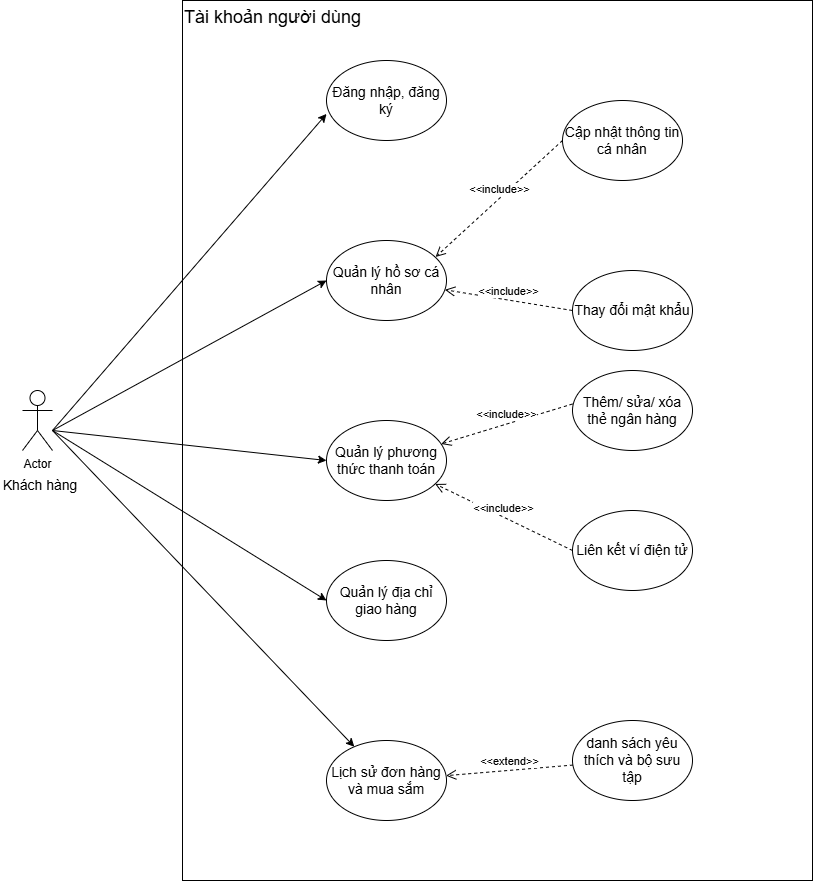 Tài khoản người dùng
Đăng nhập, đăng
ký
Cập nhật thông tin
cá nhân
<<include>>
Quản lý hồ sơ cá
nhân
<<include>>
Thay đổi mật khẩu
Thêm/ sửa/ xóa
thẻ ngân hàng
<<include>>
Quản lý phương
thức thanh toán
Actor
Khách hàng
<<include>>
Liên kết ví điện tử
Quản lý địa chỉ
giao hàng
danh sách yêu
thích và bộ sưu
tập
<<extend>>
Lịch sử đơn hàng
và mua sắm